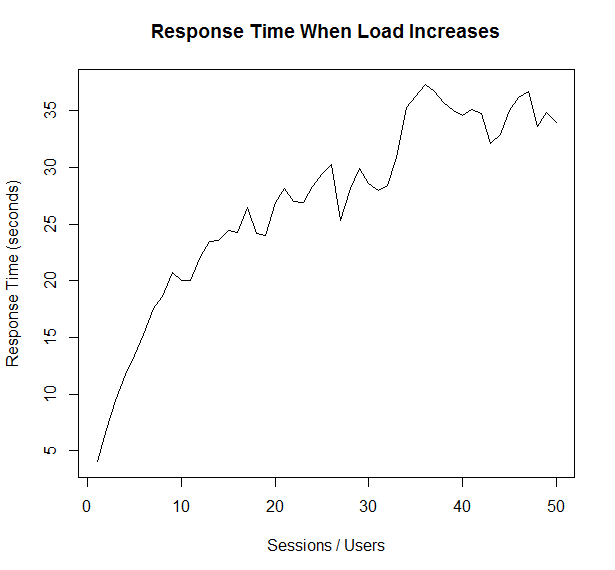 Response Time When Load Increases
Response Time (seconds)
35
30
25
20
15
10
5
0 10 20 30 40 50
Sessions / Users